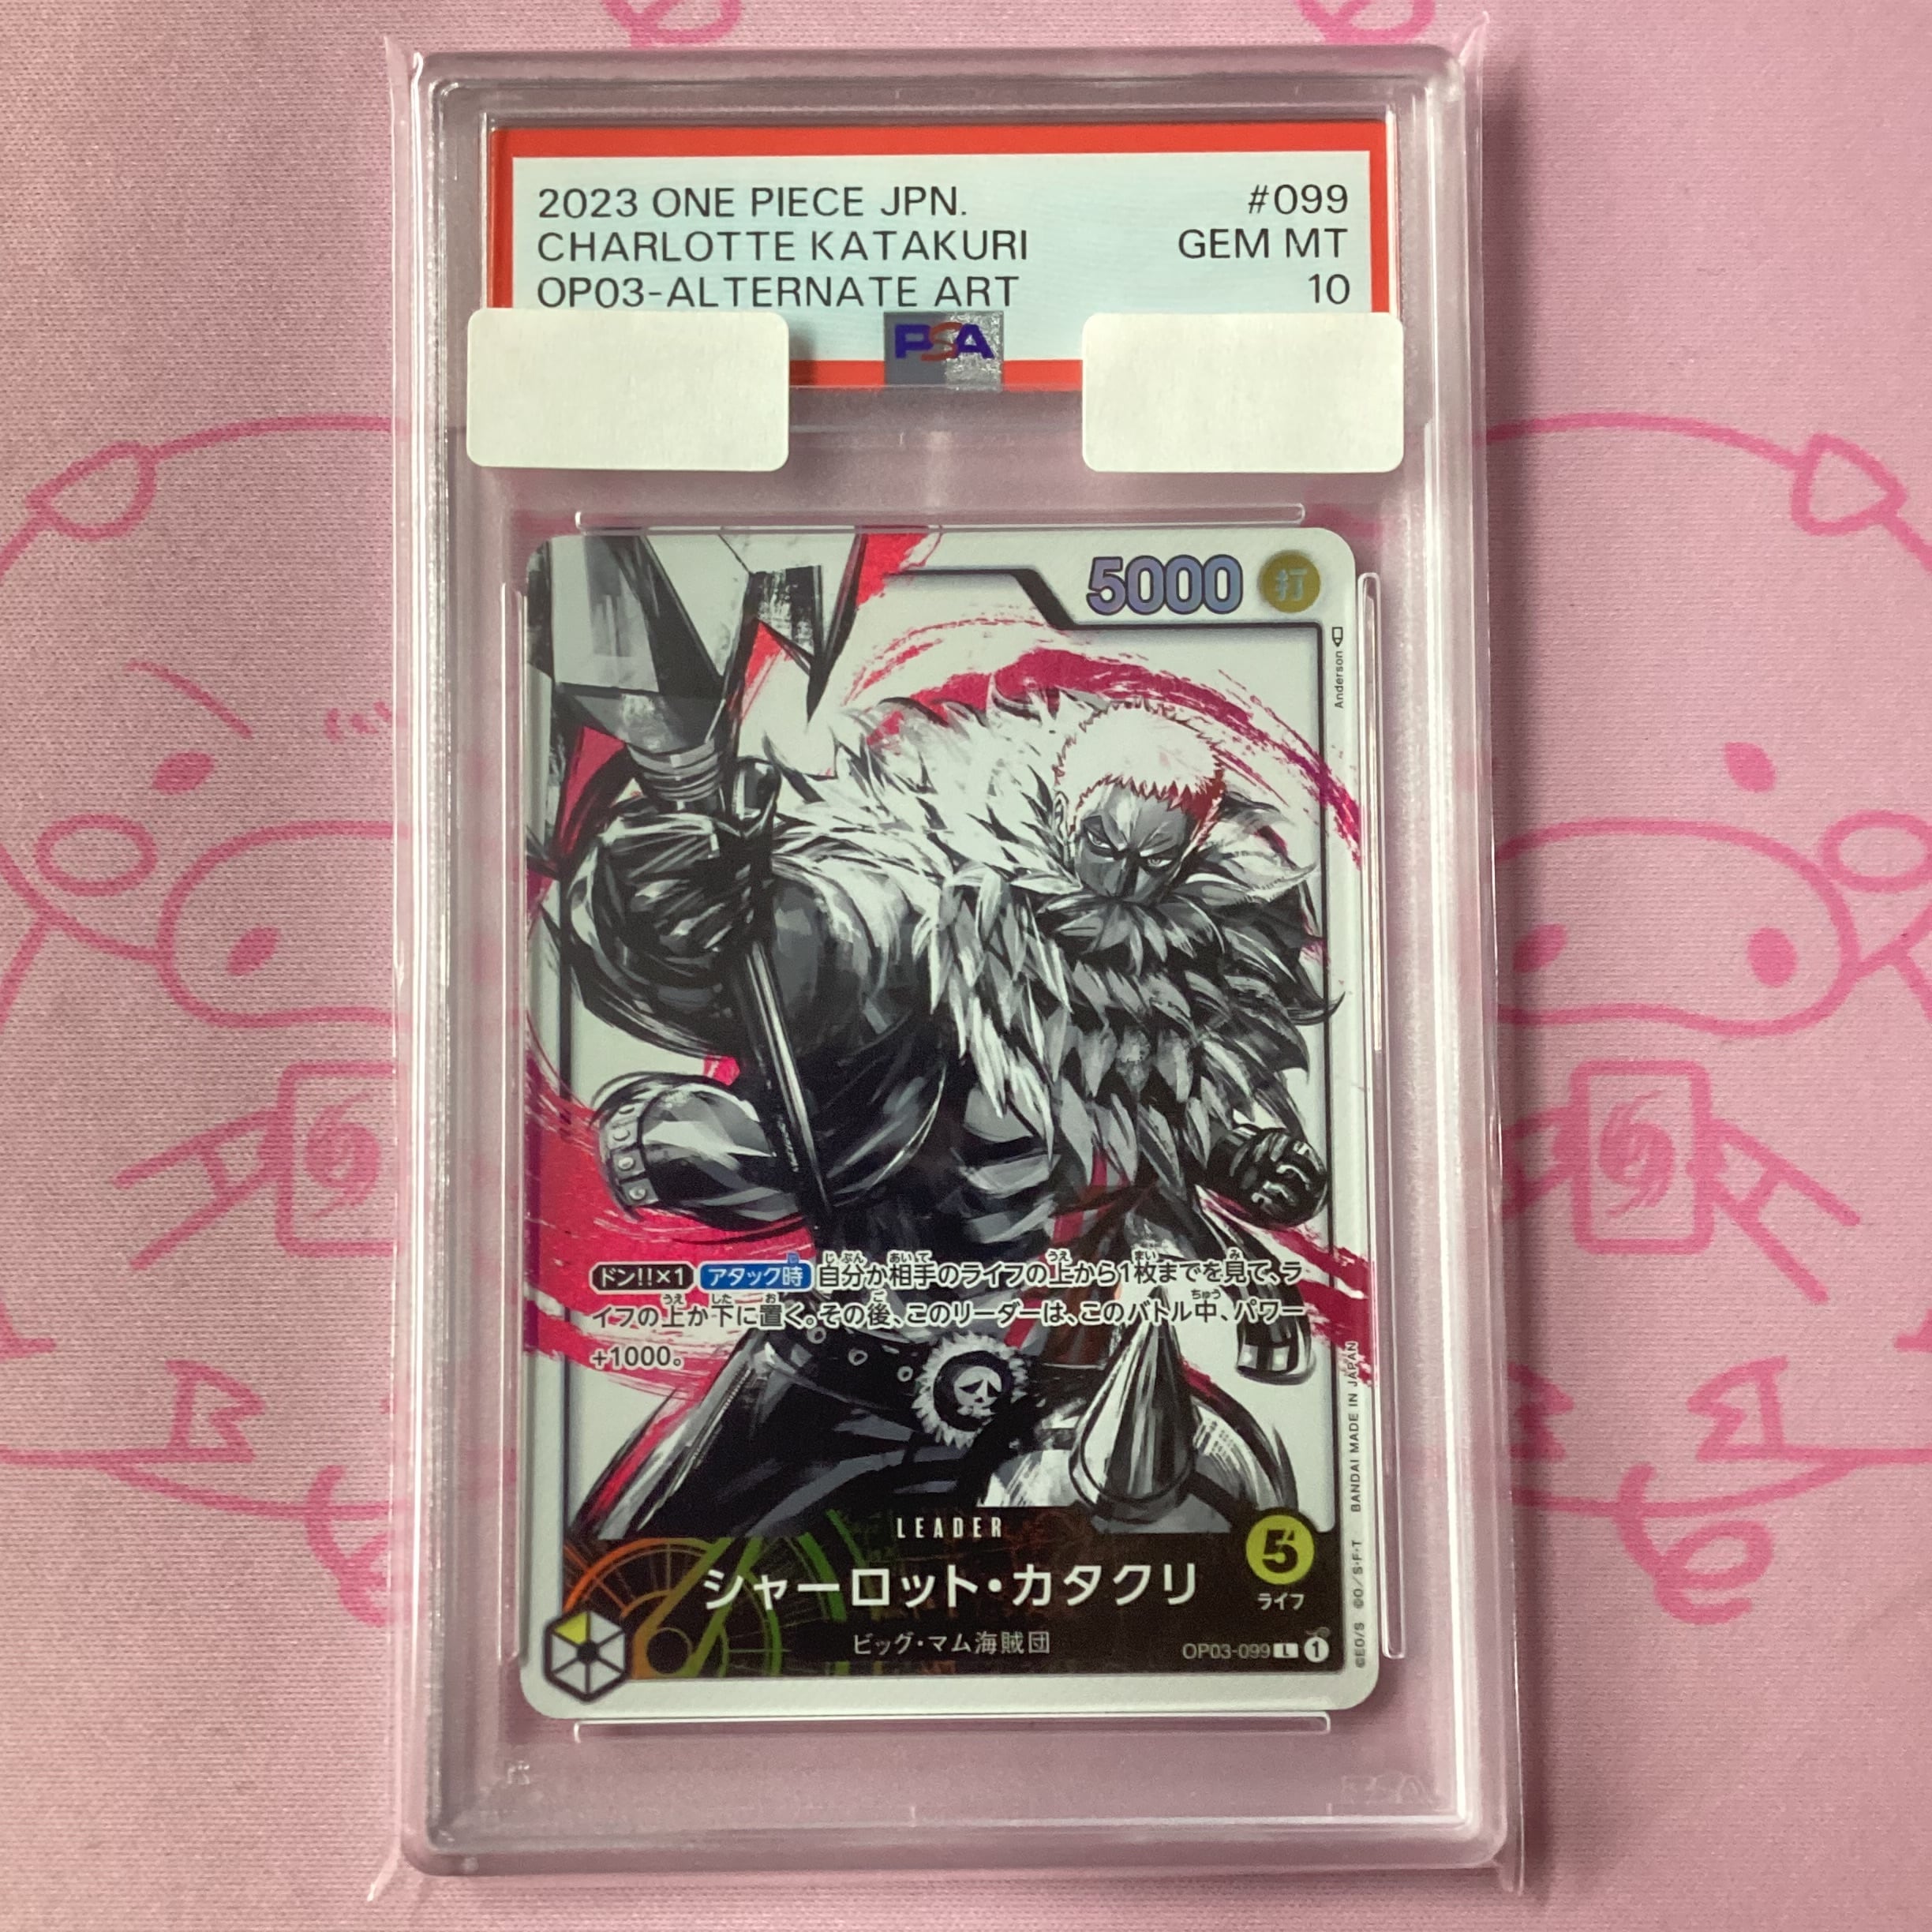 2023 ONE PIECE JPN. #099
CHARLOTTE KATAKURI GEM MT
OP03-ALTERNATE ART 10
PSA
5000 打
Anderson
ドン!!×1 アタック時 自分か相手のライフの上から1枚までを見て、ラ
イフの上か下に置く。その後、このリーダーは、このバトル中、パワー
+1000。
LEADER
シャーロット・カタクリ
5
ライフ
ビッグ・マム海賊団
OP03-099 L 1
©EO/S ©O/S・F・T BANDAI MADE IN JAPAN